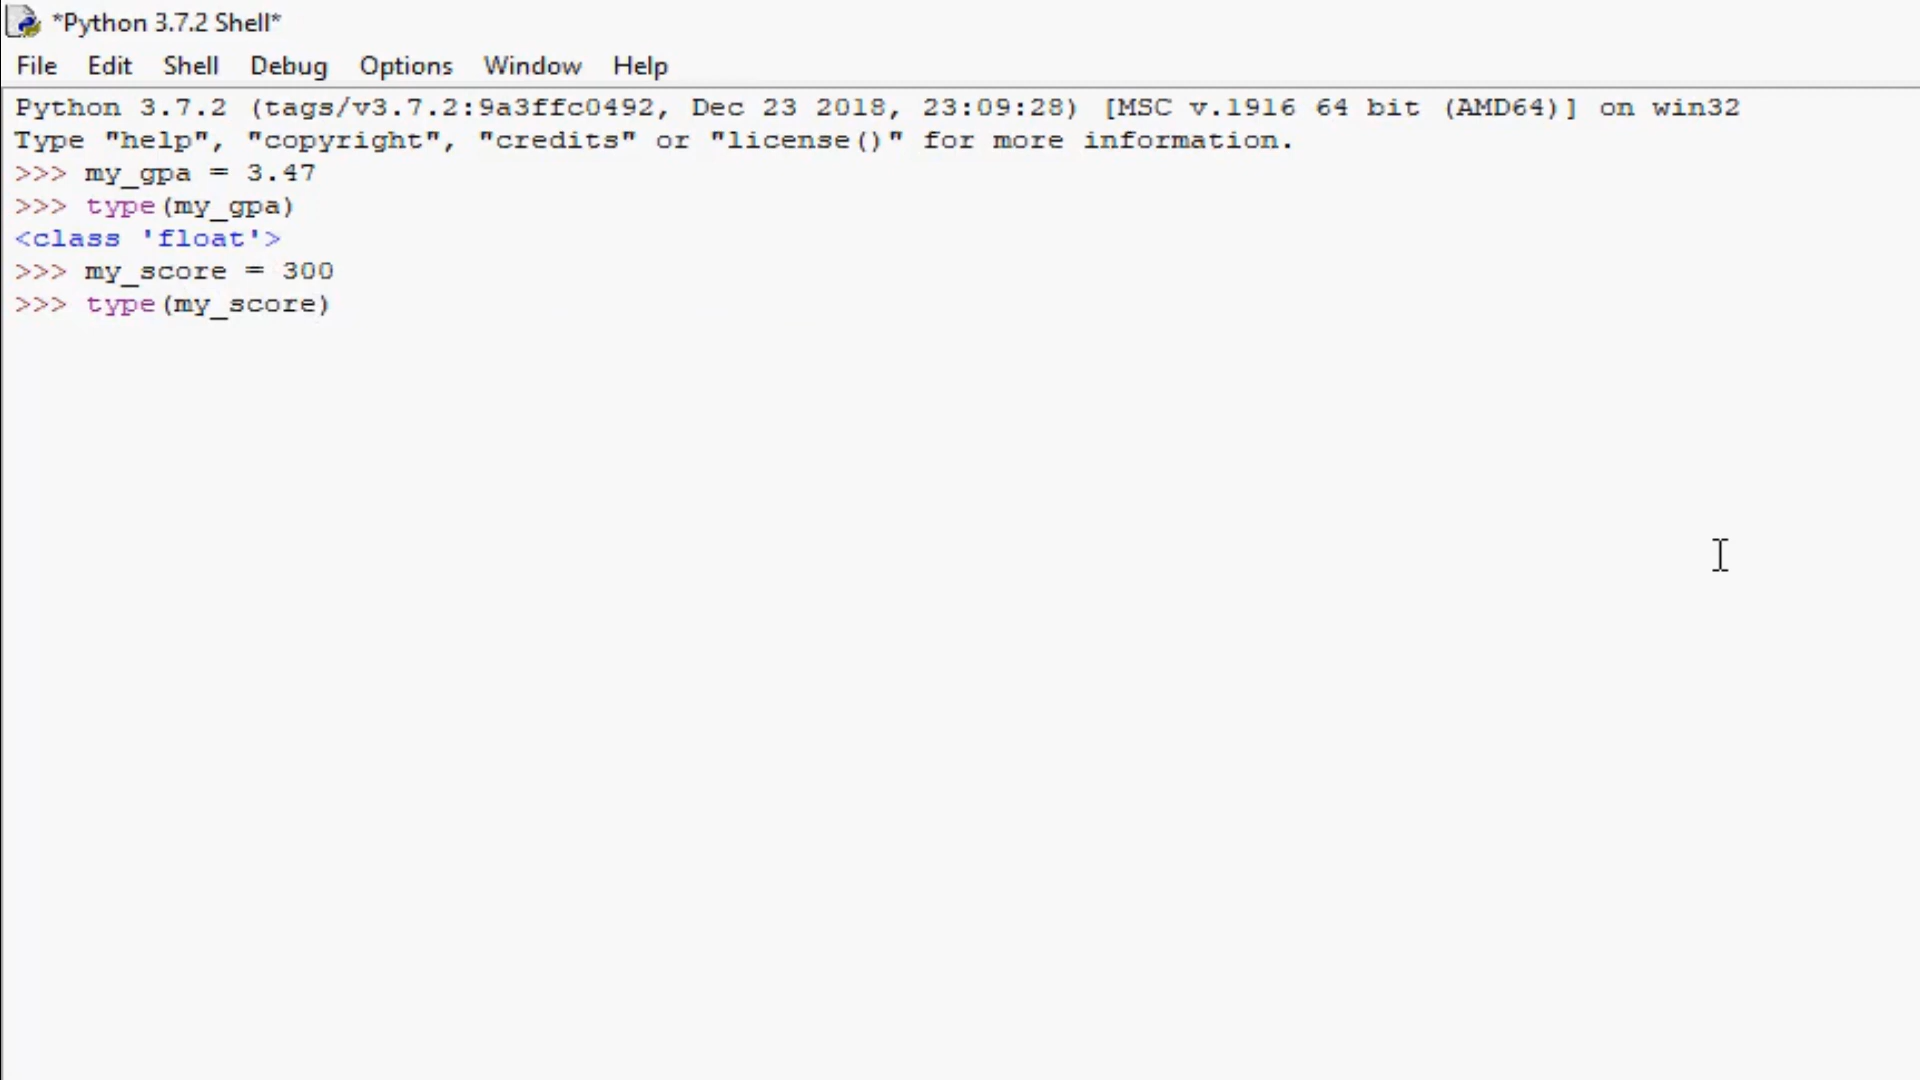 *Python 3.7.2 Shell*
File Edit Shell Debug Options Window Help
Python 3.7.2 (tags/v3.7.2:9a3ffc0492, Dec 23 2018, 23:09:28) [MSC v.1916 64 bit (AMD64)] on win32
Type "help", "copyright", "credits" or "license()" for more information.
>>> my_gpa = 3.47
>>> type(my_gpa)
<class 'float'>
>>> my_score = 300
>>> type(my_score)